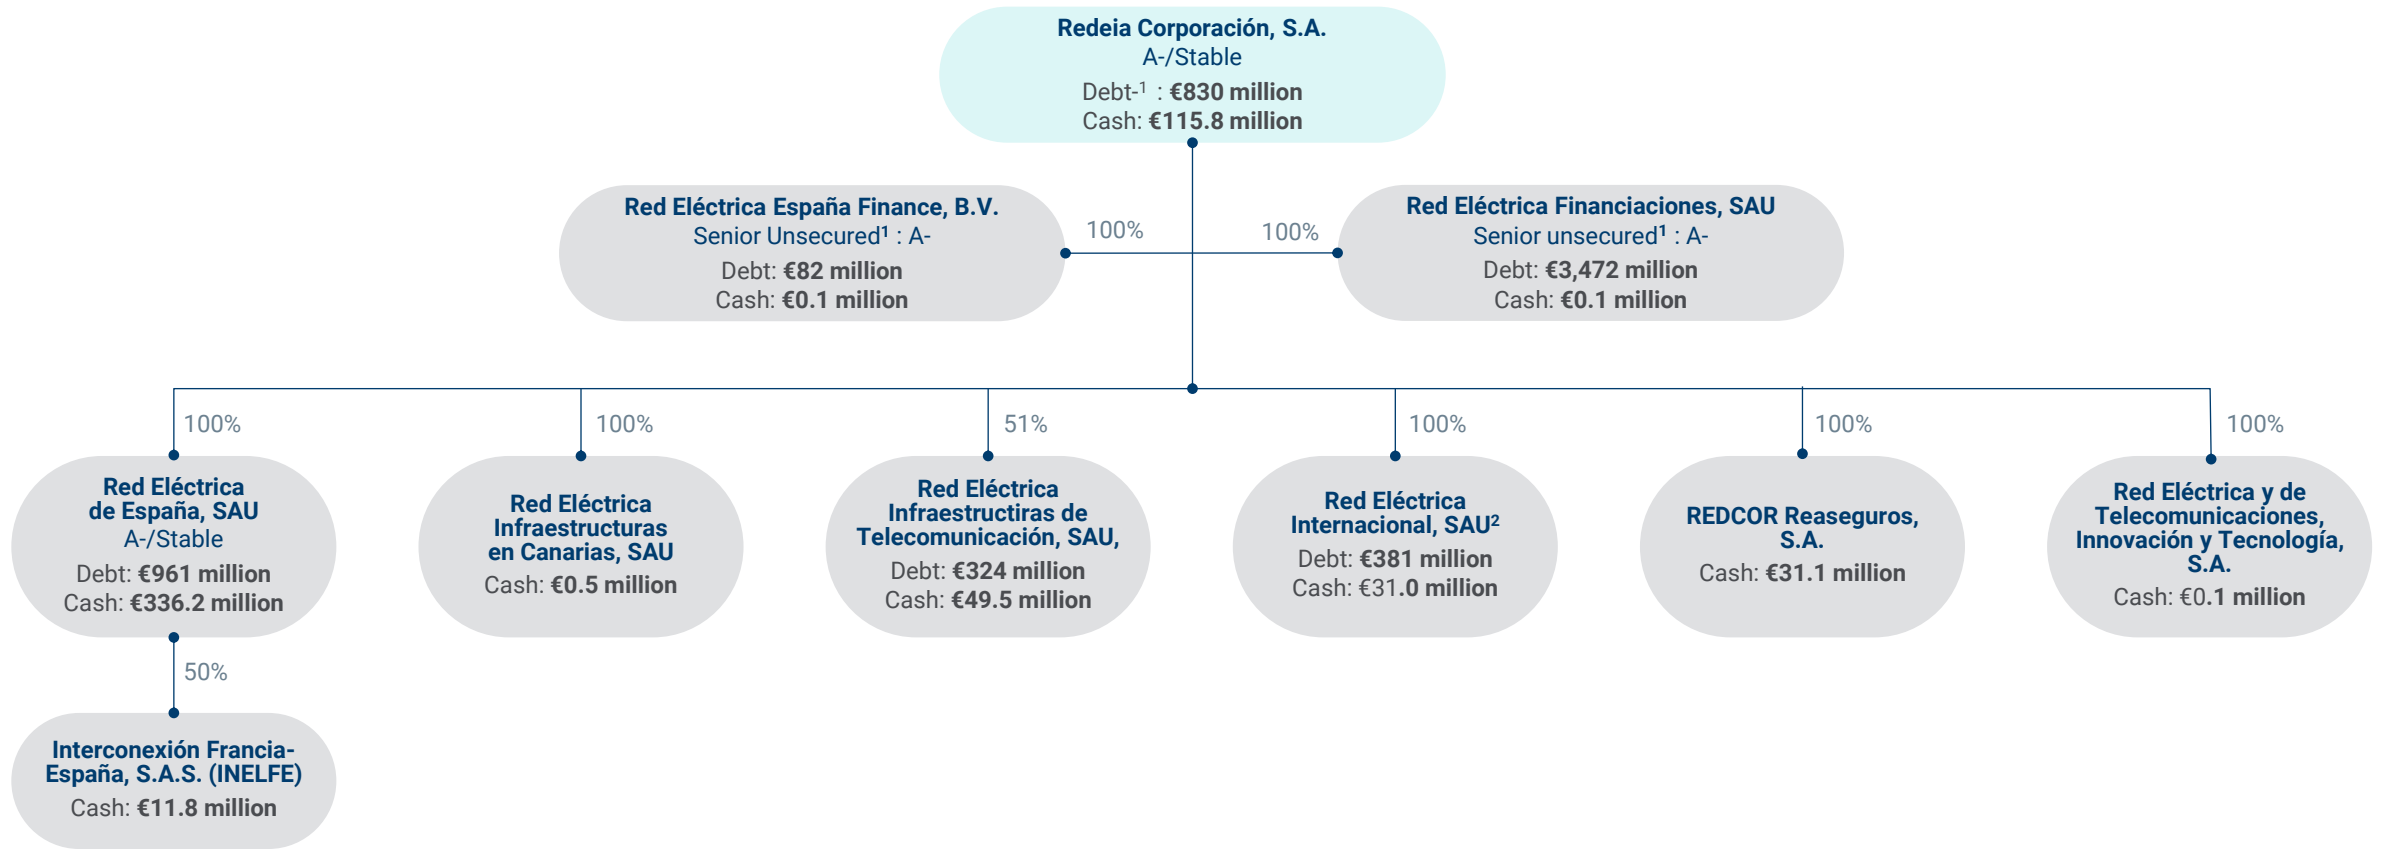 Redeia Corporación, S.A.
A-/Stable
Debt-¹ : €830 million
Cash: €115.8 million
Red Eléctrica España Finance, B.V.
Senior Unsecured¹ : A-
Debt: €82 million
Cash: €0.1 million
100%
100%
Red Eléctrica Financiaciones, SAU
Senior unsecured¹ : A-
Debt: €3,472 million
Cash: €0.1 million
100%
100%
51%
100%
100%
100%
Red Eléctrica
de España, SAU
A-/Stable
Debt: €961 million
Cash: €336.2 million
Red Eléctrica
Infraestructuras
en Canarias, SAU
Cash: €0.5 million
Red Eléctrica
Infraestructiras de
Telecomunicación, SAU,
Debt: €324 million
Cash: €49.5 million
Red Eléctrica
Internacional, SAU²
Debt: €381 million
Cash: €31.0 million
REDCOR Reaseguros,
S.A.
Cash: €31.1 million
Red Eléctrica y de
Telecomunicaciones,
Innovación y Tecnología,
S.A.
Cash: €0.1 million
50%
Interconexión Francia-
España, S.A.S. (INELFE)
Cash: €11.8 million